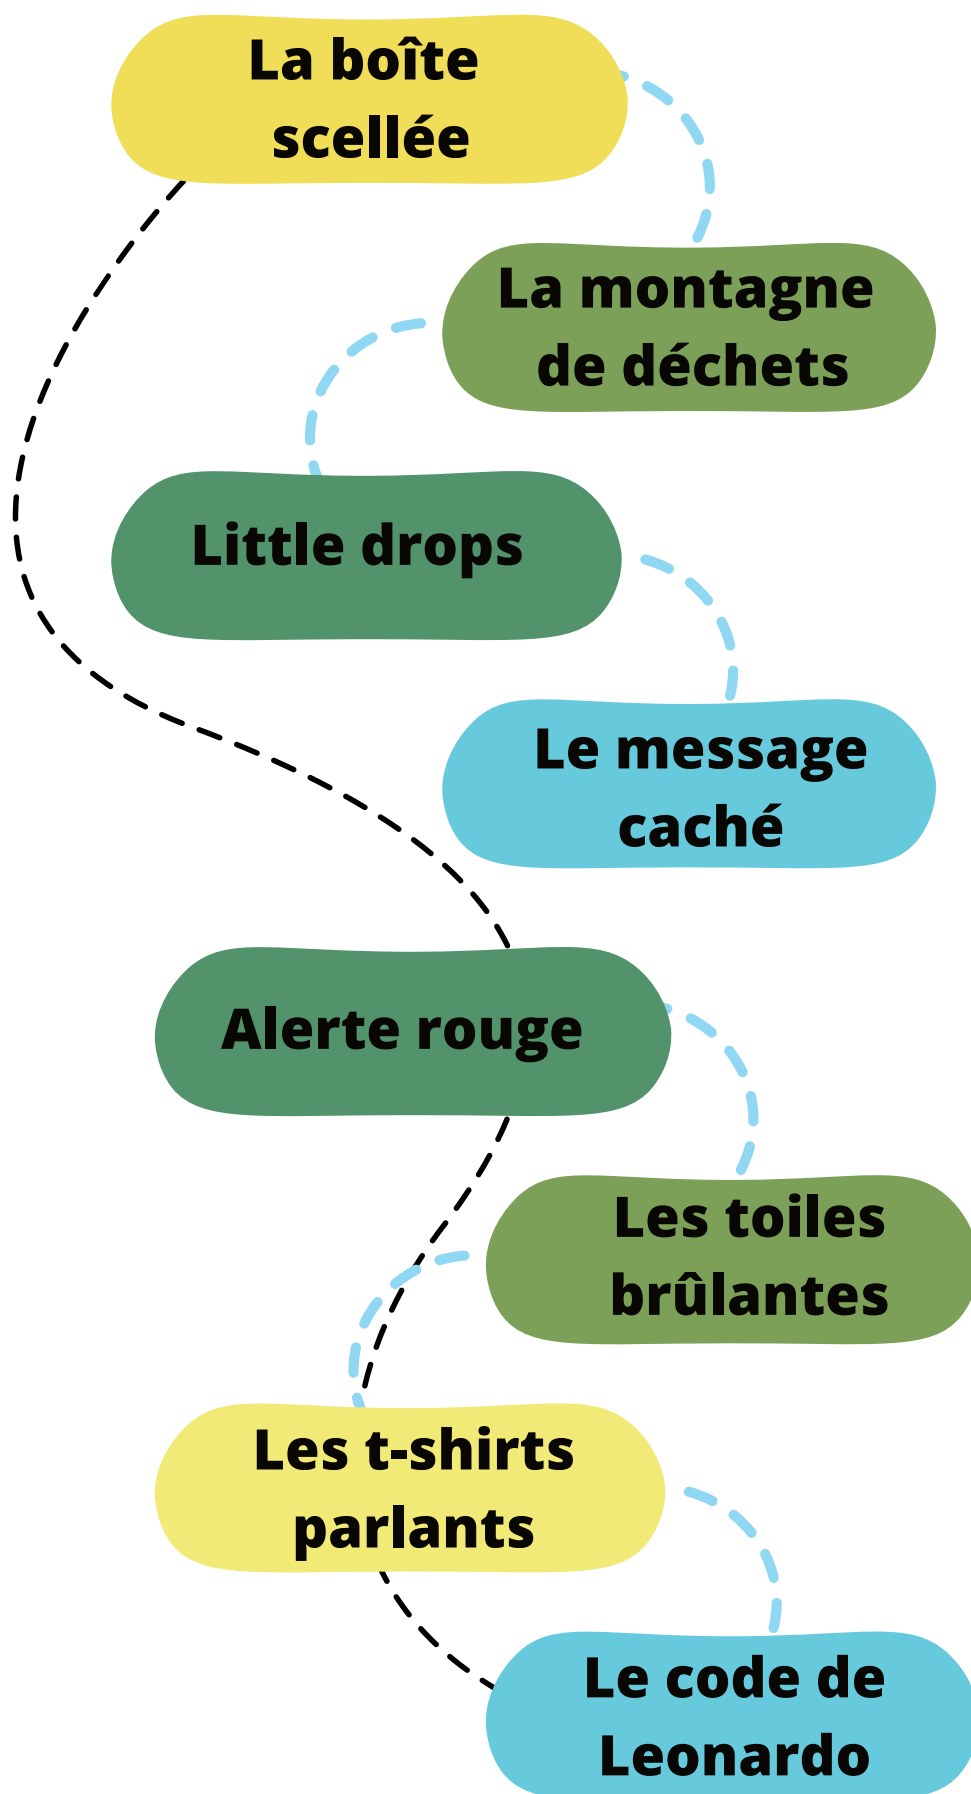 La boîte
scellée
La montagne
de déchets
Little drops
Le message
caché
Alerte rouge
Les toiles
brûlantes
Les t-shirts
parlants
Le code de
Leonardo